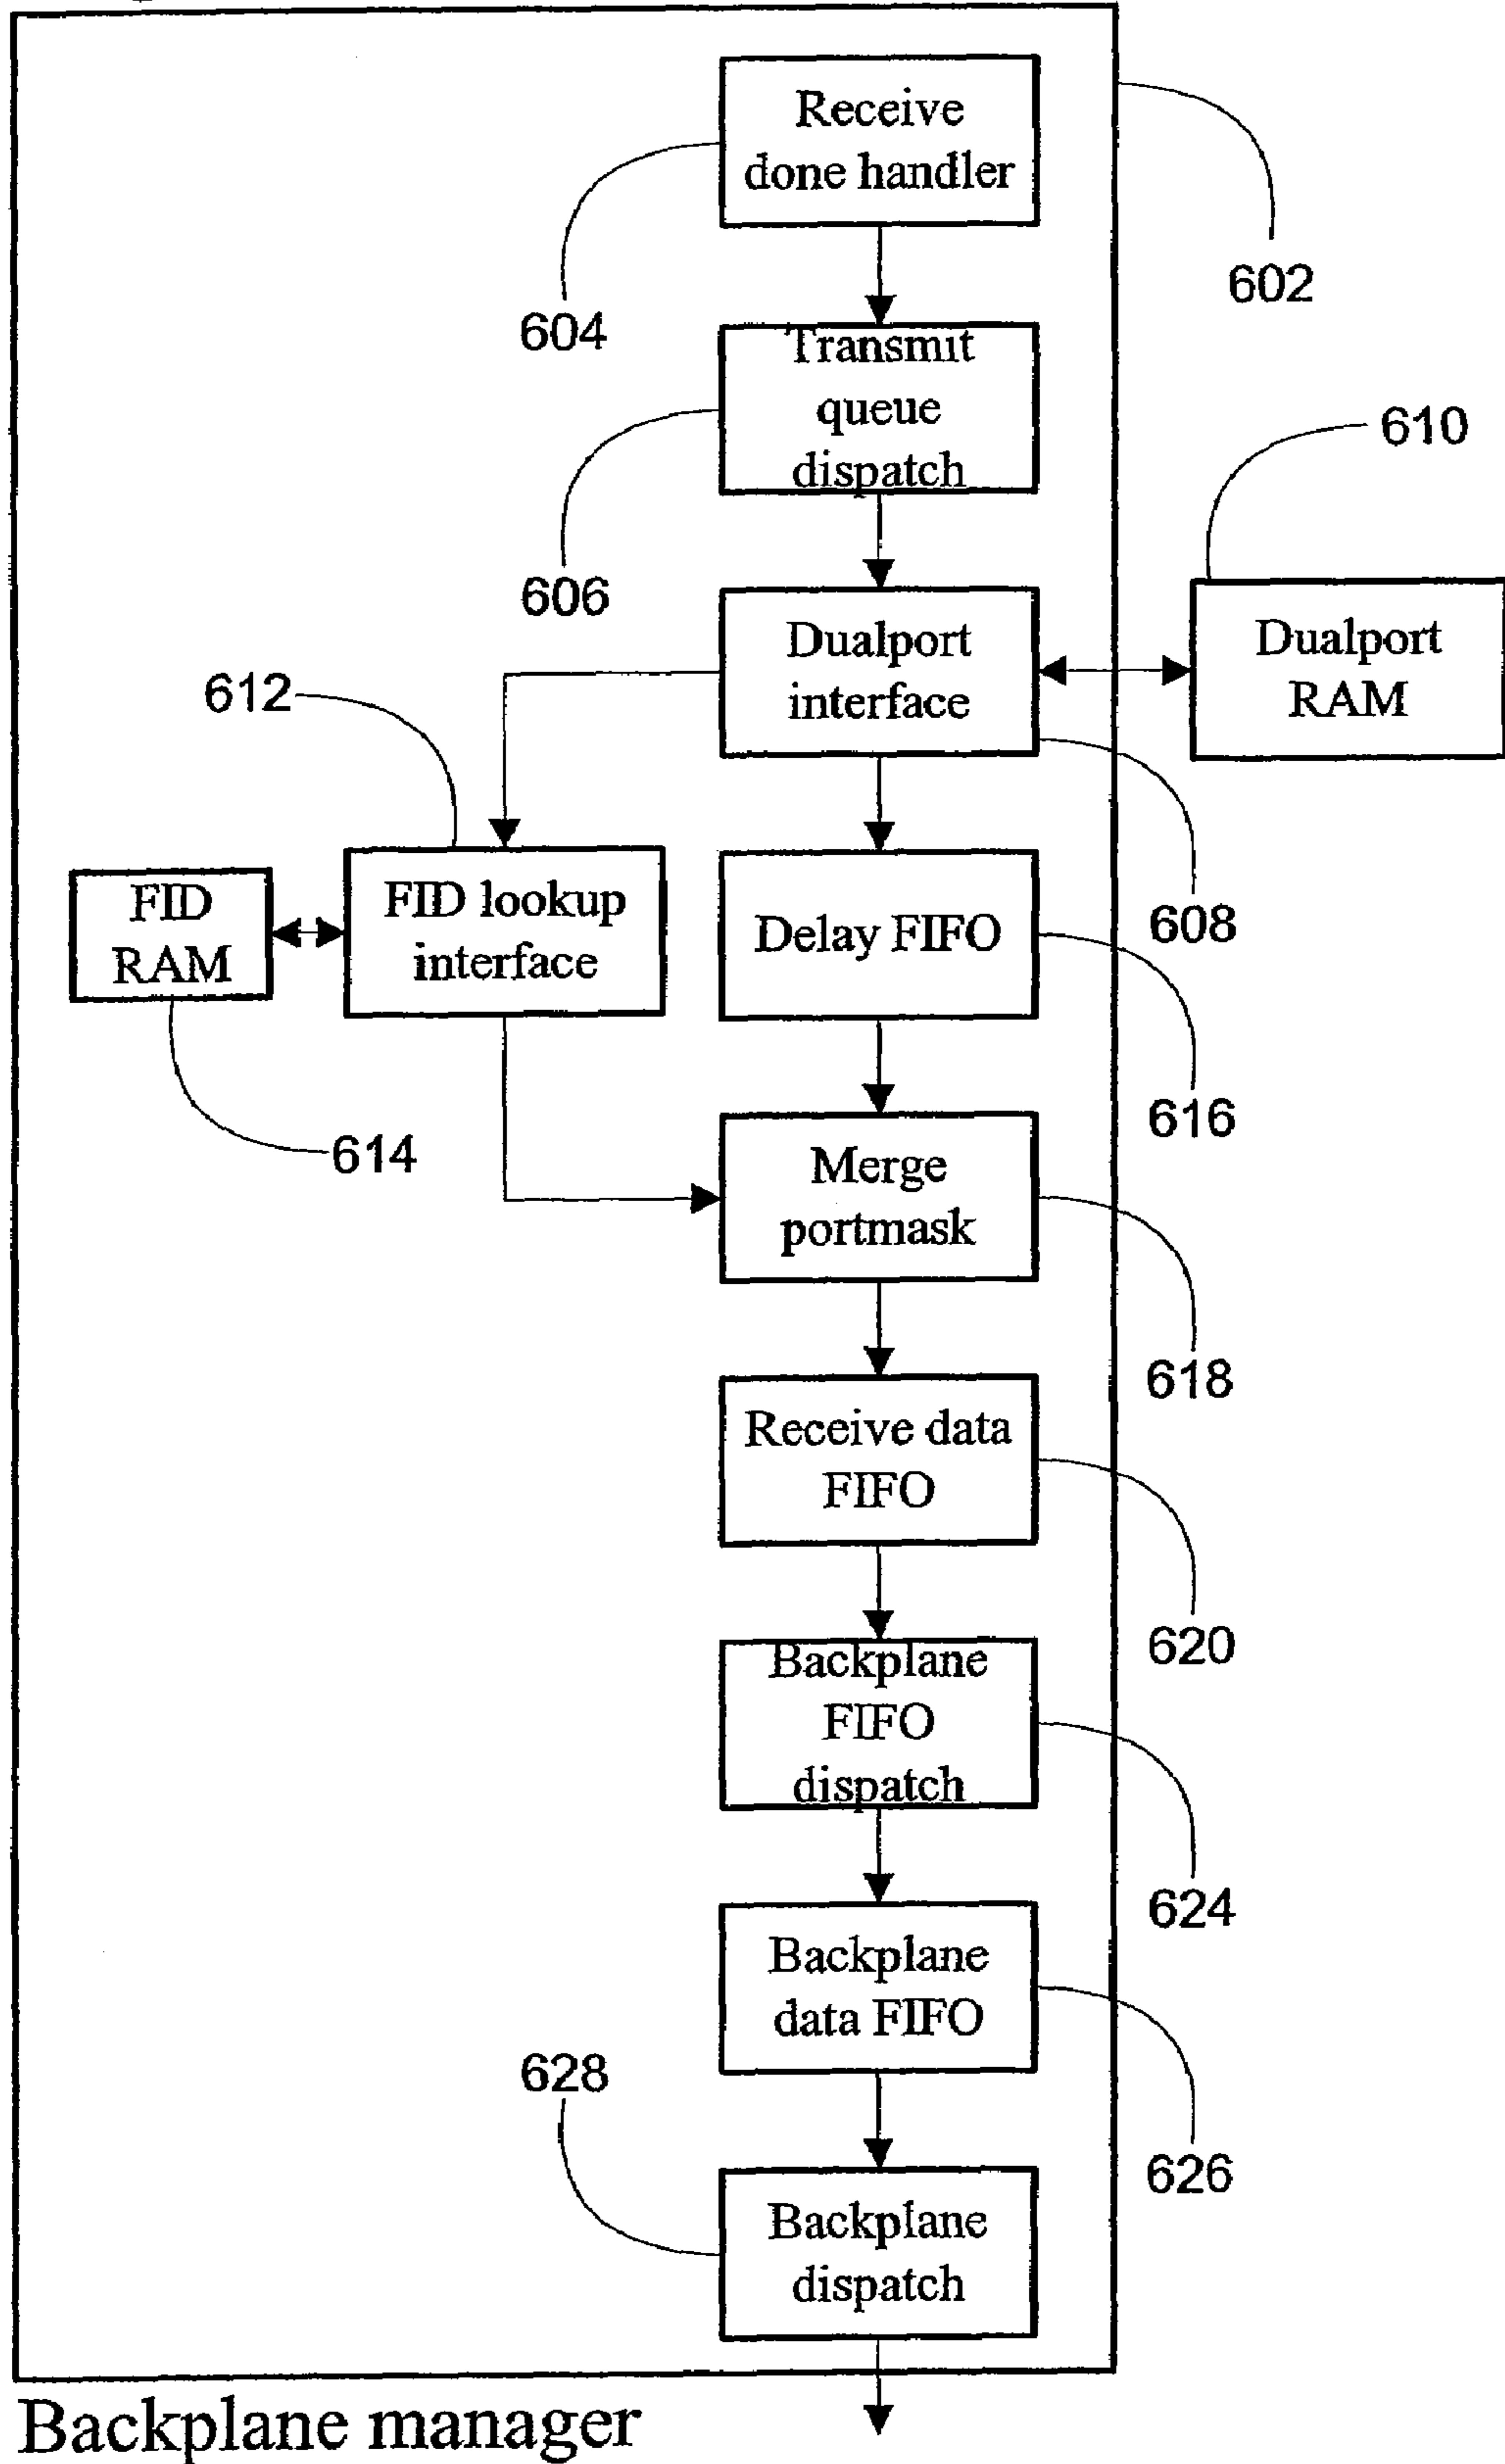 Receive
done handler
602
604
Transmit
queue
dispatch
610
606
Dualport
interface
Dualport
RAM
612
608
FID
RAM
FID lookup
interface
Delay FIFO
616
614
Merge
portmask
618
Receive data
FIFO
620
Backplane
FIFO
dispatch
624
Backplane
data FIFO
628
626
Backplane
dispatch
Backplane manager